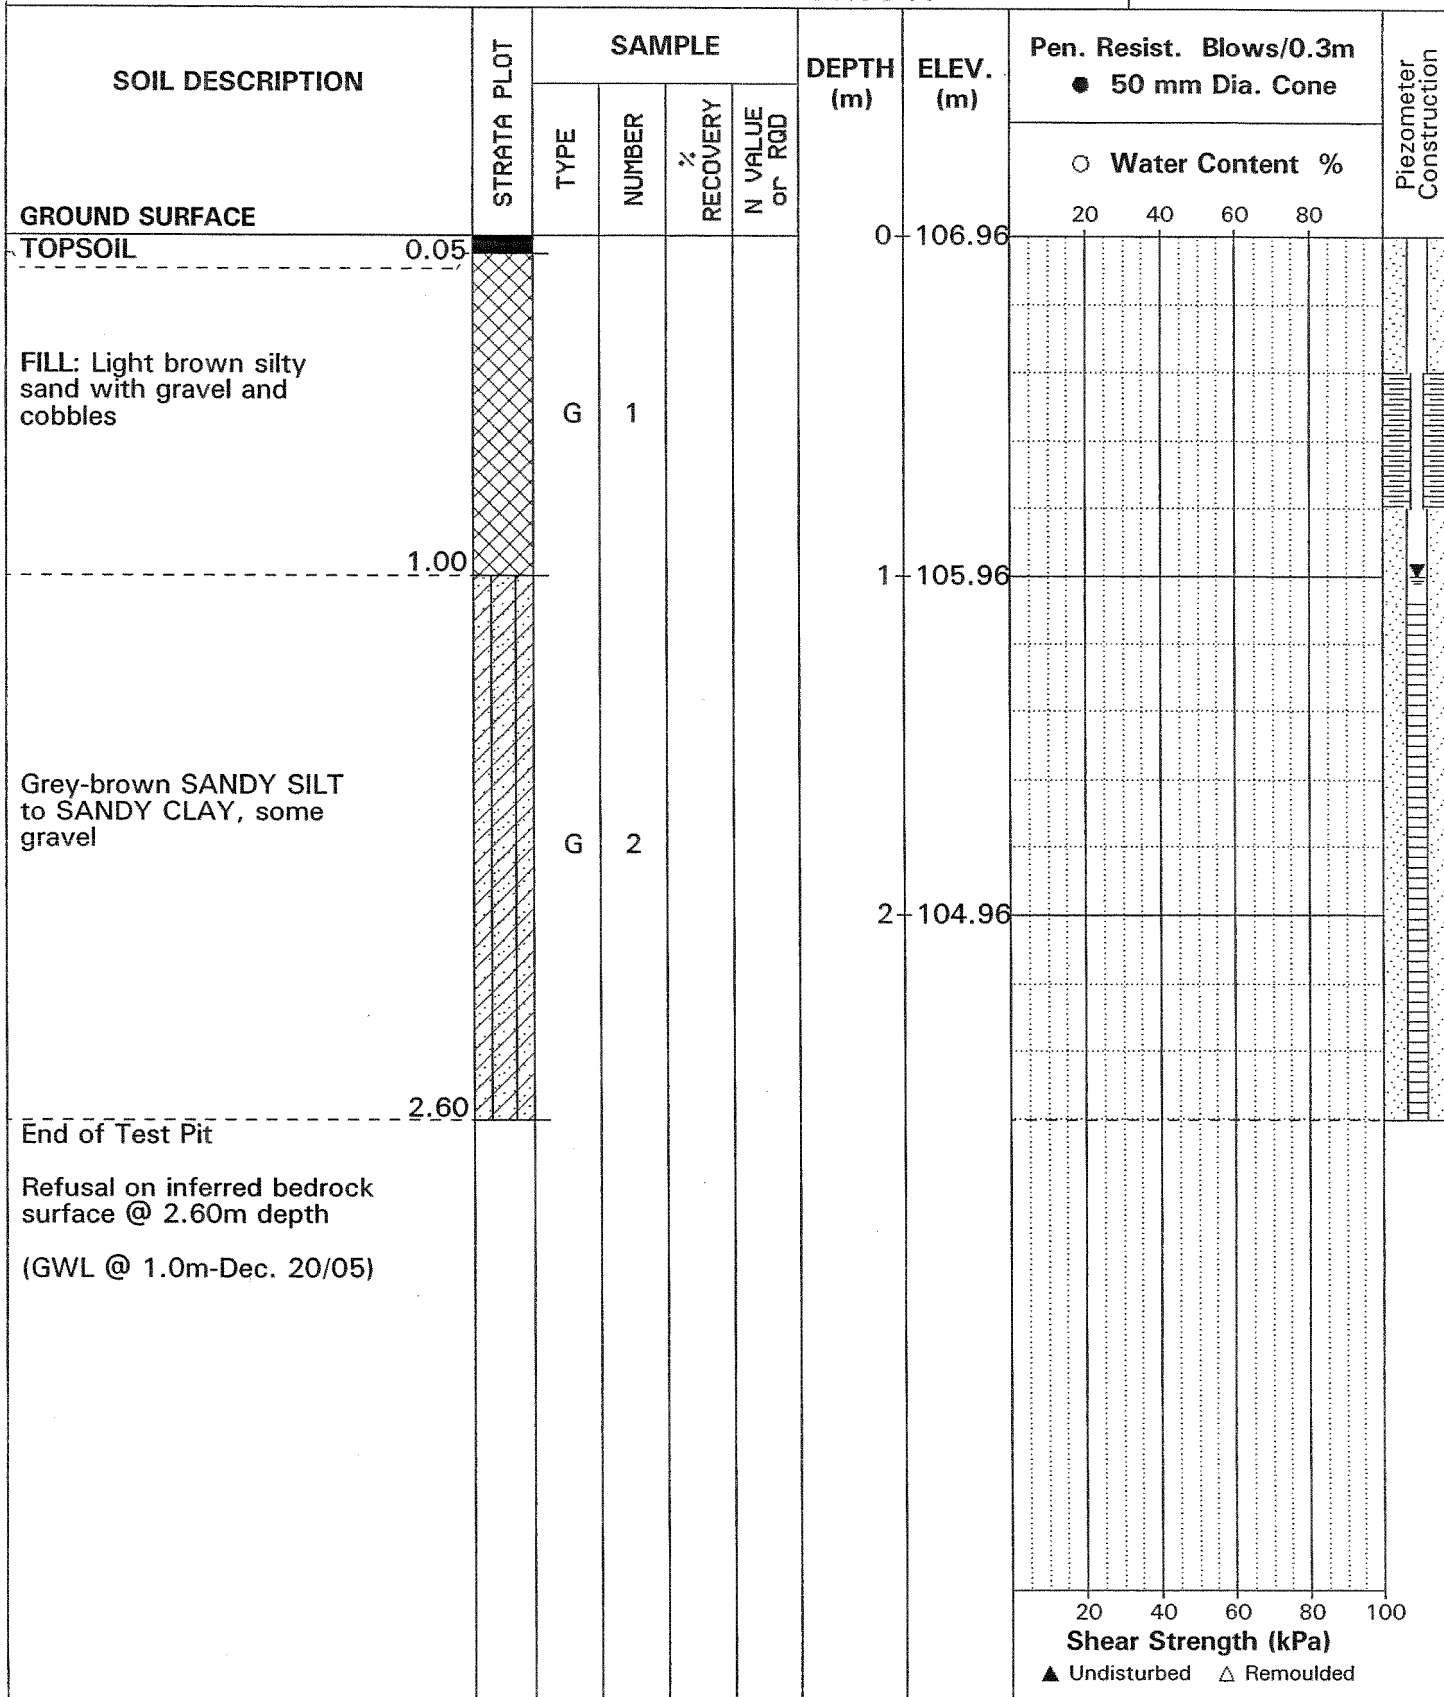 SOIL DESCRIPTION
GROUND SURFACE
STRATA PLOT
SAMPLE
TYPE
NUMBER
%
RECOVERY
N VALUE
or RQD
DEPTH
(m)
ELEV.
(m)
Pen. Resist. Blows/0.3m
● 50 mm Dia. Cone
○ Water Content %
20 40 60 80
Piezometer
Construction
TOPSOIL 0.05
0 106.96
FILL: Light brown silty
sand with gravel and
cobbles
G 1
1.00
1 105.96
Grey-brown SANDY SILT
to SANDY CLAY, some
gravel
G 2
2 104.96
2.60
End of Test Pit
Refusal on inferred bedrock
surface @ 2.60m depth
(GWL @ 1.0m-Dec. 20/05)
20 40 60 80 100
Shear Strength (kPa)
▲ Undisturbed △ Remoulded